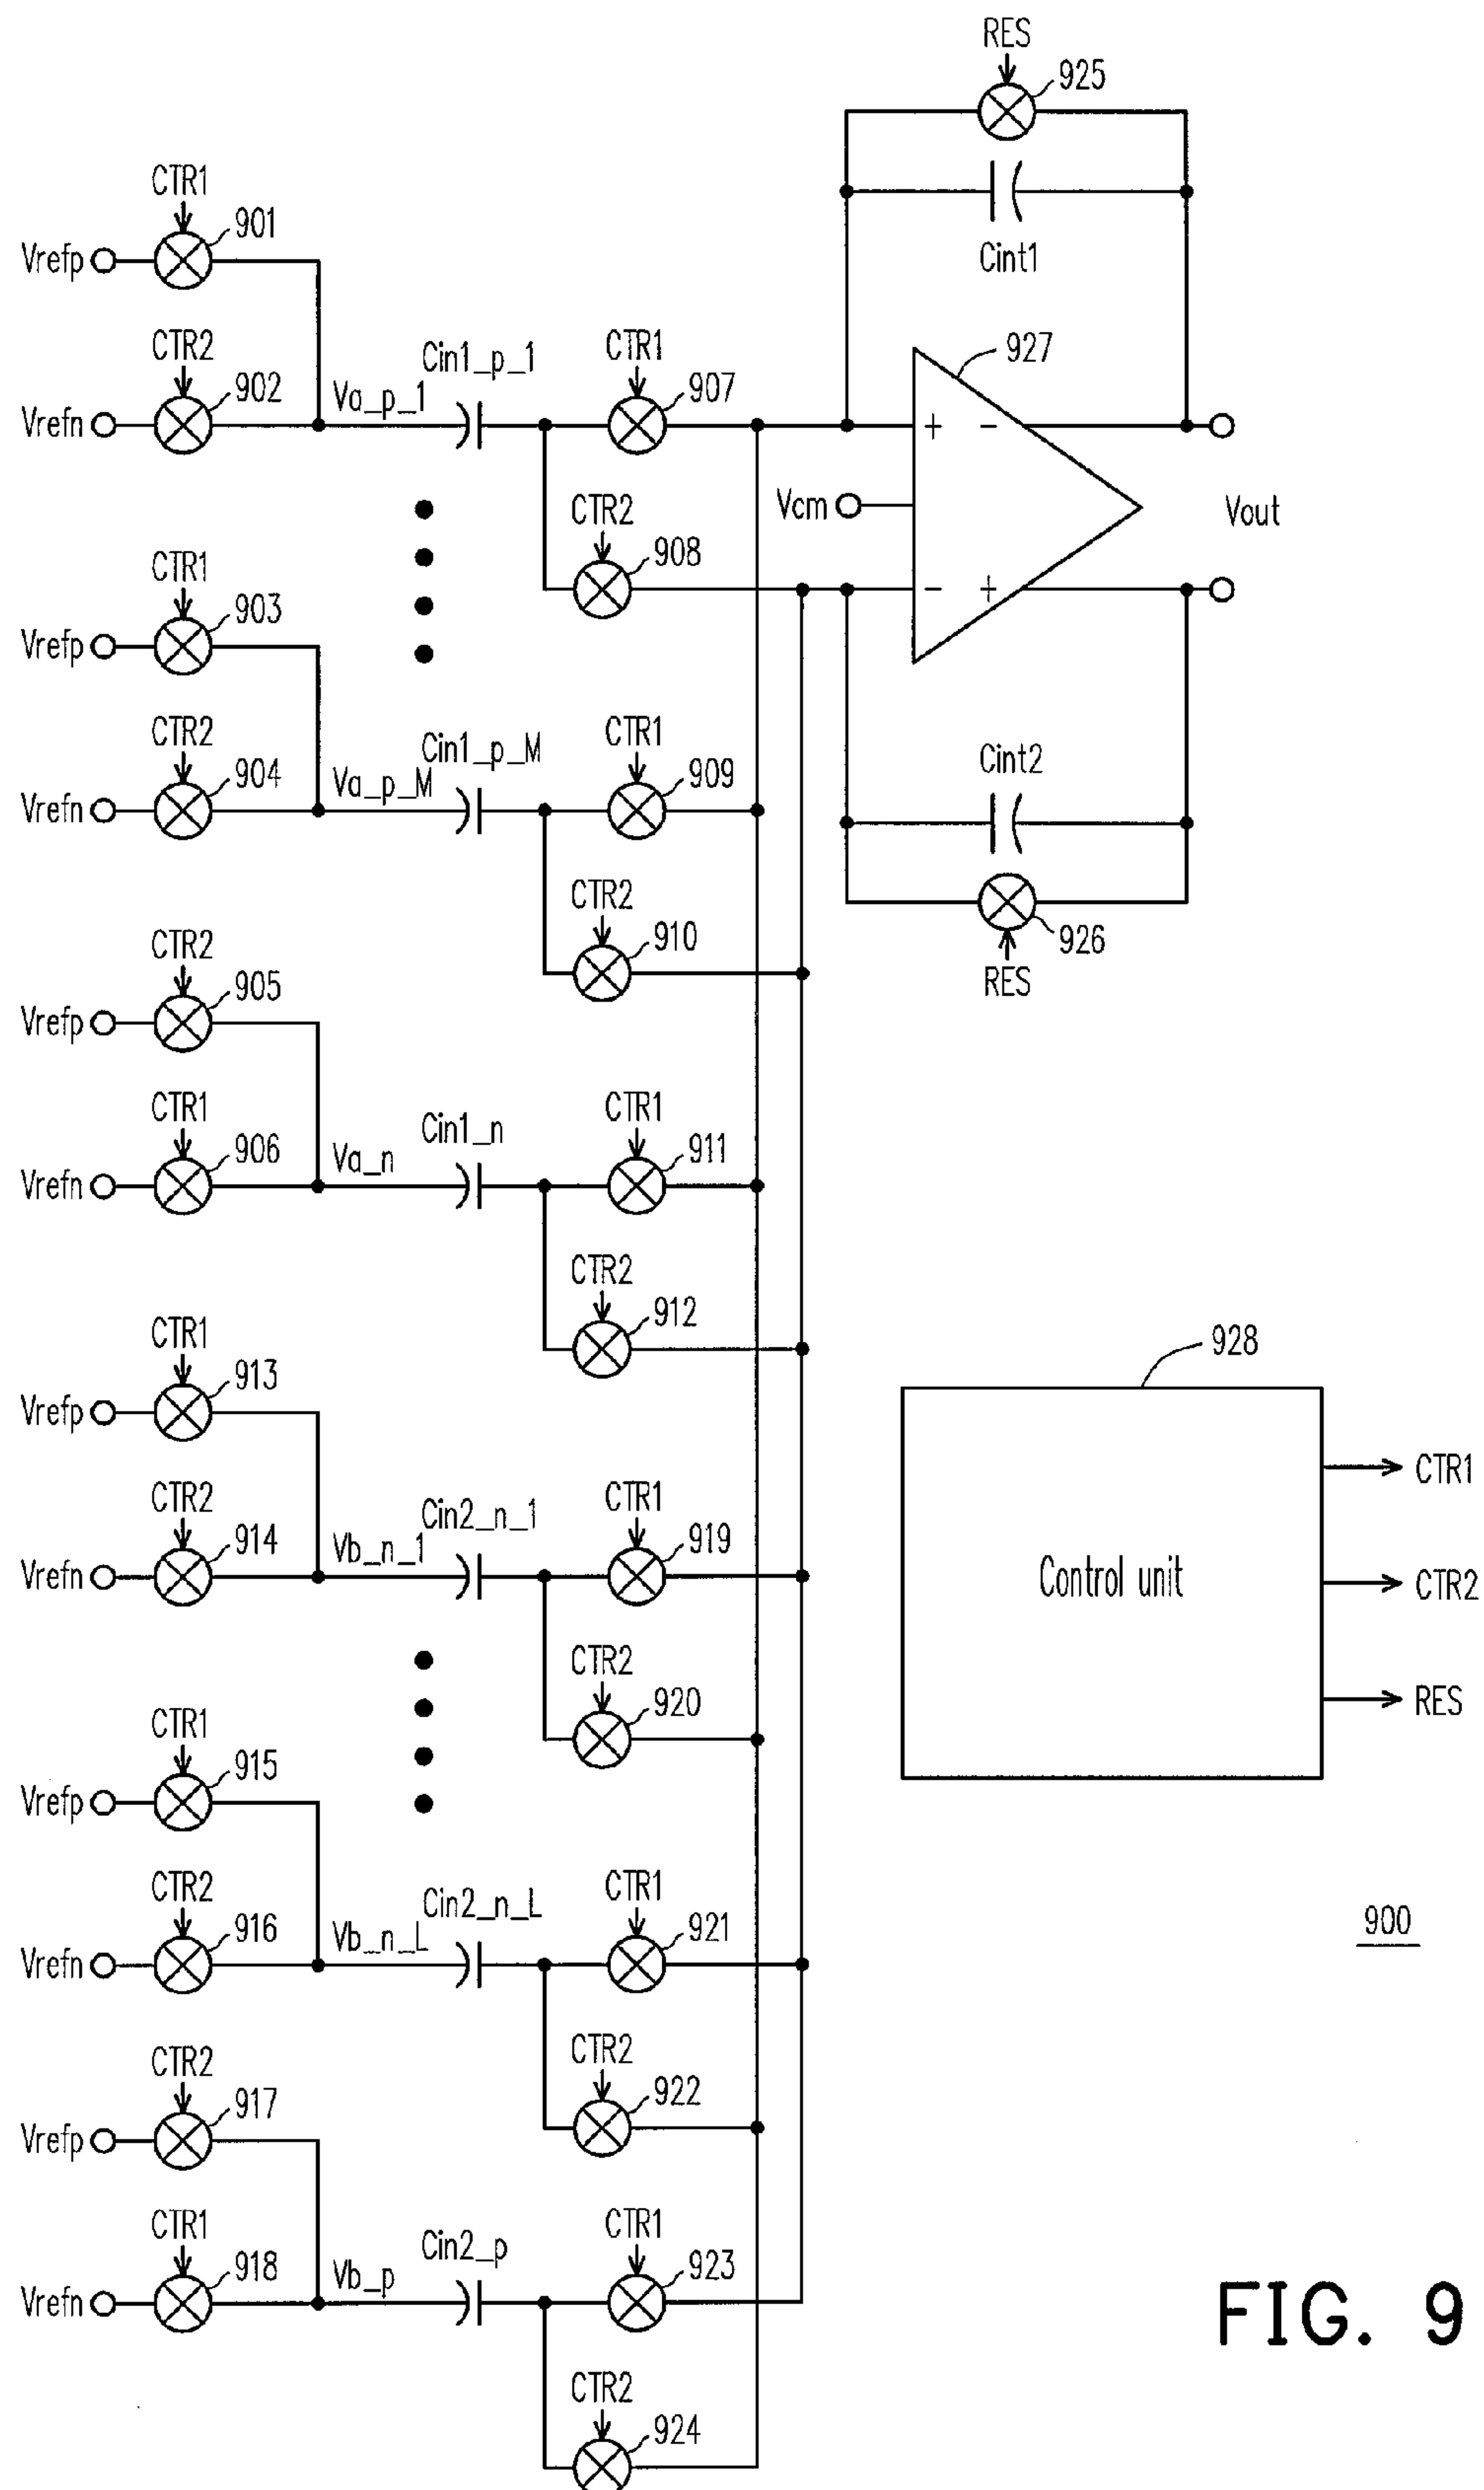 RES
925
Cint1
CTR1
901
Vrefp
CTR2
902
Vrefn
Va_p_1
Cin1_p_1
CTR1
907
927
+ -
Vcm
Vout
CTR2
908
- +
CTR1
903
Vrefp
CTR2
904
Vrefn
Va_p_M
Cin1_p_M
CTR1
909
Cint2
926
RES
CTR2
910
CTR2
905
Vrefp
CTR1
906
Vrefn
Va_n
Cin1_n
CTR1
911
CTR2
912
CTR1
913
Vrefp
CTR2
914
Vrefn
Vb_n_1
Cin2_n_1
CTR1
919
928
Control unit
CTR1
CTR2
RES
CTR2
920
CTR1
915
Vrefp
CTR2
916
Vrefn
Vb_n_L
Cin2_n_L
CTR1
921
900
CTR2
922
CTR2
917
Vrefp
CTR1
918
Vrefn
Vb_p
Cin2_p
CTR1
923
CTR2
924
FIG. 9